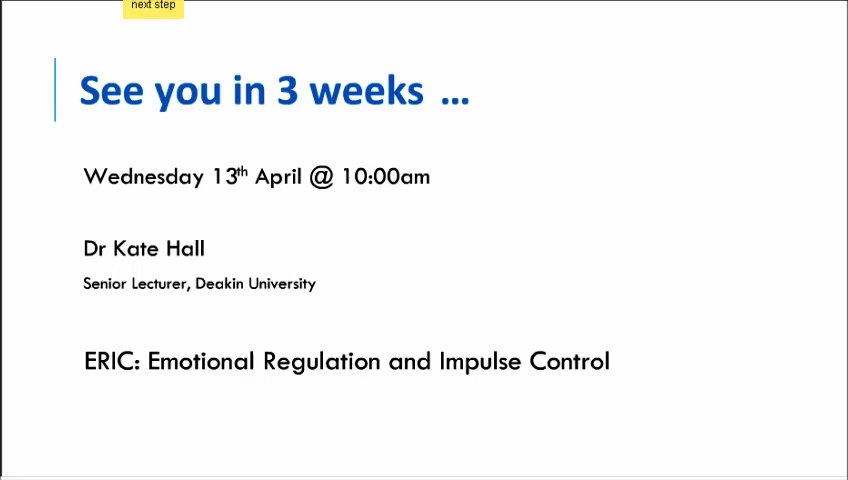 next step
See you in 3 weeks ...
Wednesday 13th April @ 10:00am
Dr Kate Hall
Senior Lecturer, Deakin University
ERIC: Emotional Regulation and Impulse Control